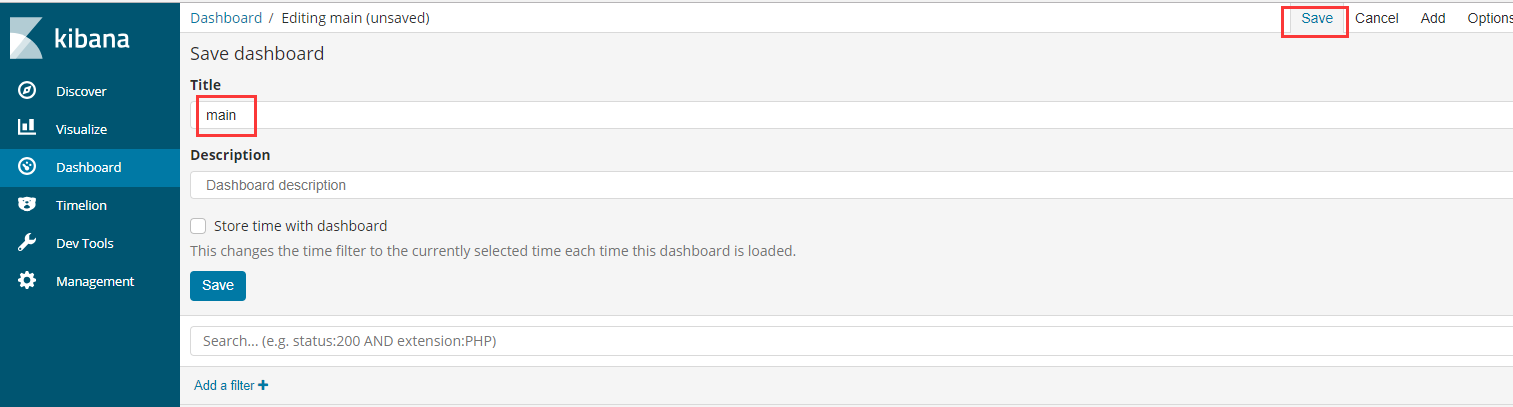 kibana
Discover
Visualize
Dashboard
Timelion
Dev Tools
Management
Dashboard / Editing main (unsaved)
Save Cancel Add Options
Save dashboard
Title
main
Description
Dashboard description
Store time with dashboard
This changes the time filter to the currently selected time each time this dashboard is loaded.
Save
Search... (e.g. status:200 AND extension:PHP)
Add a filter +